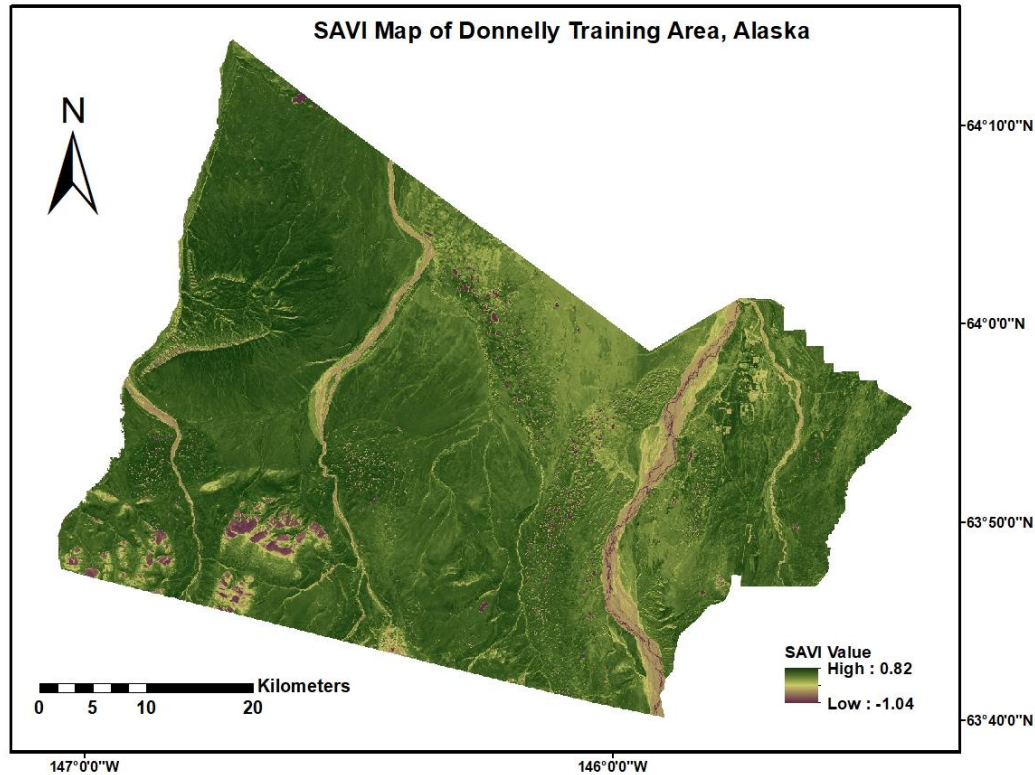 SAVI Map of Donnelly Training Area, Alaska
N
64°10'0"N
64°0'0"N
63°50'0"N
63°40'0"N
SAVI Value
High : 0.82
Low : -1.04
Kilometers
0 5 10 20
147°0'0"W 146°0'0"W